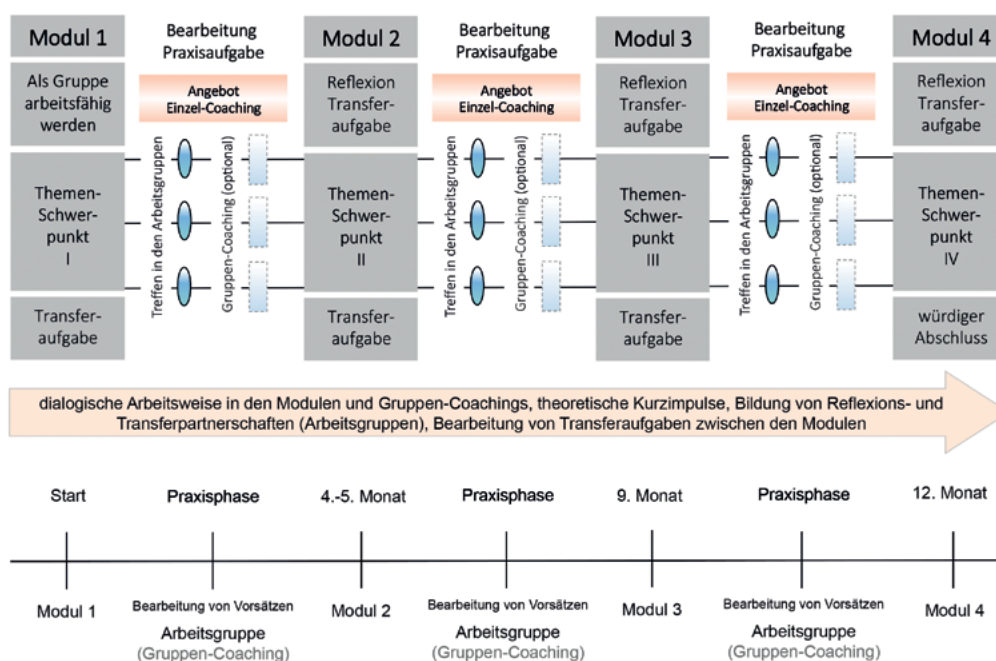 Modul 1
Als Gruppe
arbeitsfähig
werden
Themen-
Schwer-
punkt
I
Transfer-
aufgabe
Bearbeitung
Praxisaufgabe
Angebot
Einzel-Coaching
Treffen in den Arbeitsgruppen
Gruppen-Coaching (optional)
Modul 2
Reflexion
Transfer-
aufgabe
Themen-
Schwer-
punkt
II
Transfer-
aufgabe
Bearbeitung
Praxisaufgabe
Angebot
Einzel-Coaching
Treffen in den Arbeitsgruppen
Gruppen-Coaching (optional)
Modul 3
Reflexion
Transfer-
aufgabe
Themen-
Schwer-
punkt
III
Transfer-
aufgabe
Bearbeitung
Praxisaufgabe
Angebot
Einzel-Coaching
Treffen in den Arbeitsgruppen
Gruppen-Coaching (optional)
Modul 4
Reflexion
Transfer-
aufgabe
Themen-
Schwer-
punkt
IV
würdiger
Abschluss
dialogische Arbeitsweise in den Modulen und Gruppen-Coachings, theoretische Kurzimpulse, Bildung von Reflexions- und
Transferpartnerschaften (Arbeitsgruppen), Bearbeitung von Transferaufgaben zwischen den Modulen
Start
Praxisphase
4.-5. Monat
Praxisphase
9. Monat
Praxisphase
12. Monat
Modul 1
Bearbeitung von Vorsätzen
Arbeitsgruppe
(Gruppen-Coaching)
Modul 2
Bearbeitung von Vorsätzen
Arbeitsgruppe
(Gruppen-Coaching)
Modul 3
Bearbeitung von Vorsätzen
Arbeitsgruppe
(Gruppen-Coaching)
Modul 4